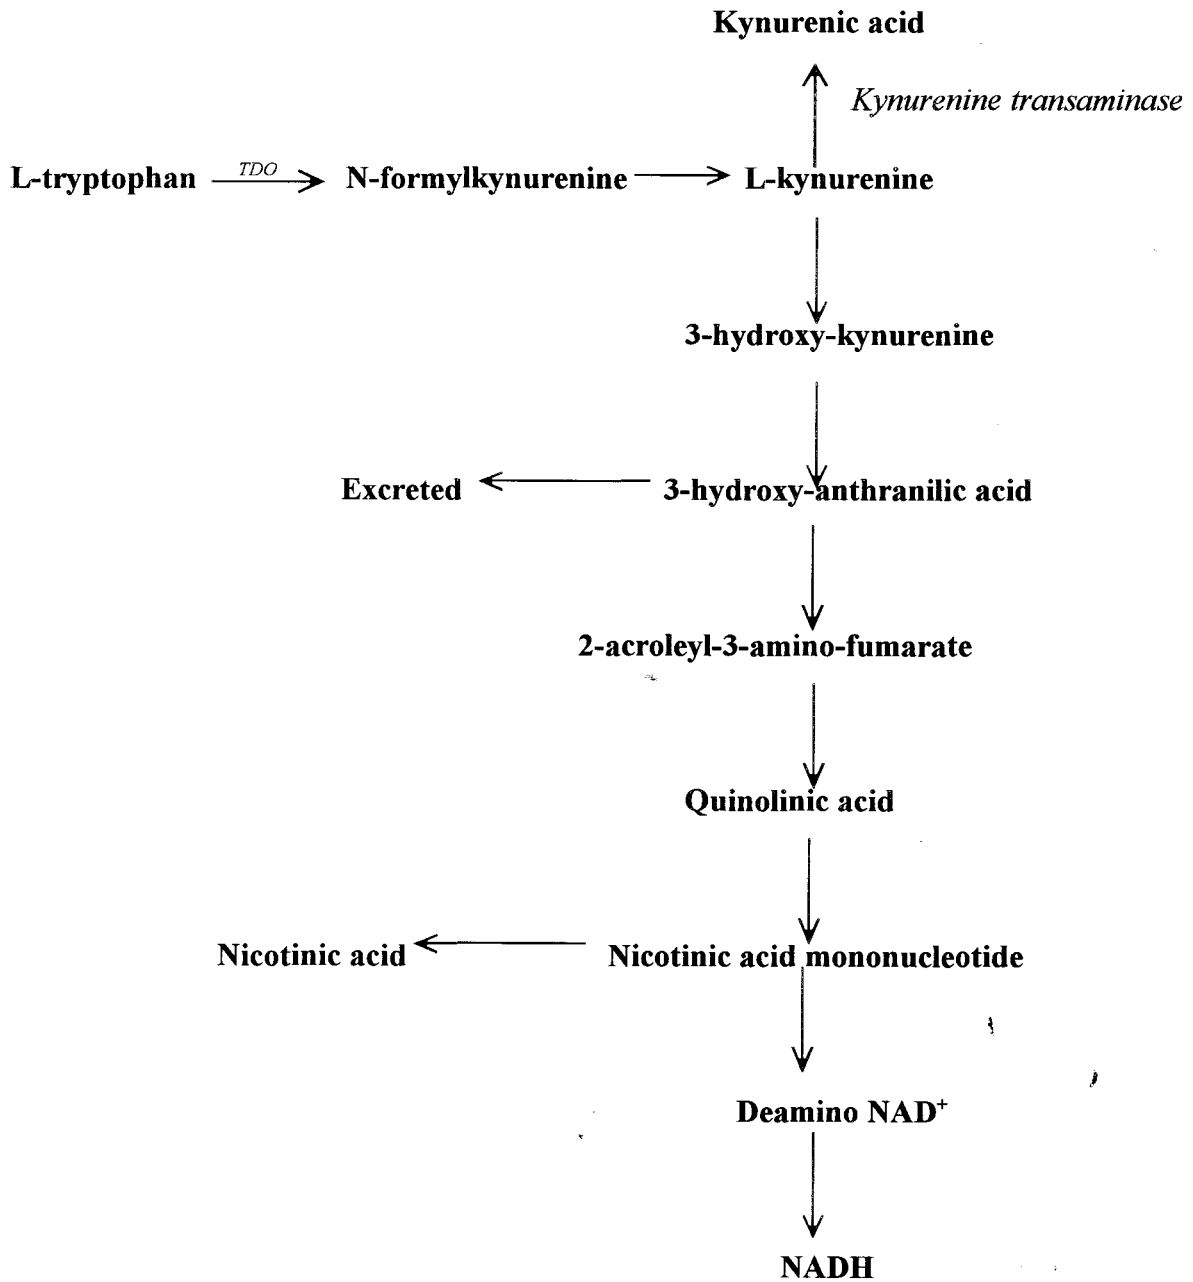 Kynurenic acid
Kynurenine transaminase
L-tryptophan TDO N-formylkynurenine L-kynurenine
3-hydroxy-kynurenine
Excreted 3-hydroxy-anthranilic acid
2-acroleyl-3-amino-fumarate
Quinolinic acid
Nicotinic acid Nicotinic acid mononucleotide
Deamino NAD⁺
NADH